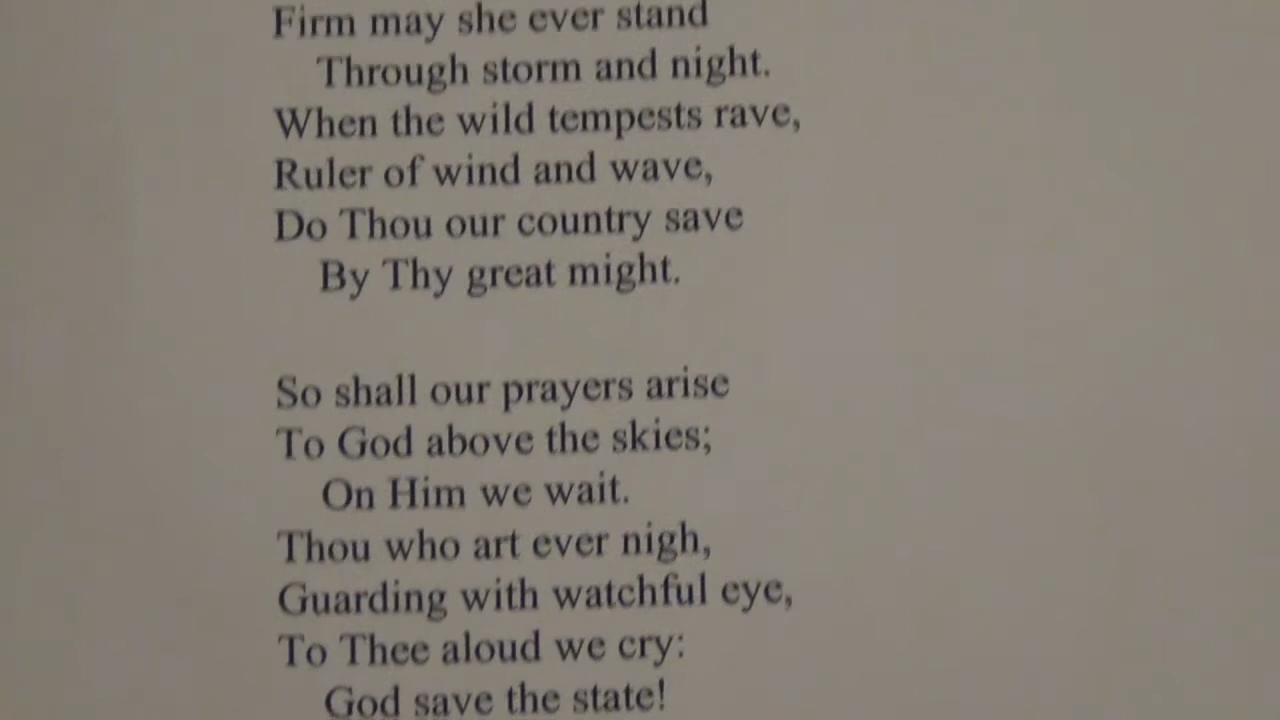 Firm may she ever stand
Through storm and night.
When the wild tempests rave,
Ruler of wind and wave,
Do Thou our country save
By Thy great might.
So shall our prayers arise
To God above the skies;
On Him we wait.
Thou who art ever nigh,
Guarding with watchful eye,
To Thee aloud we cry:
God save the state!